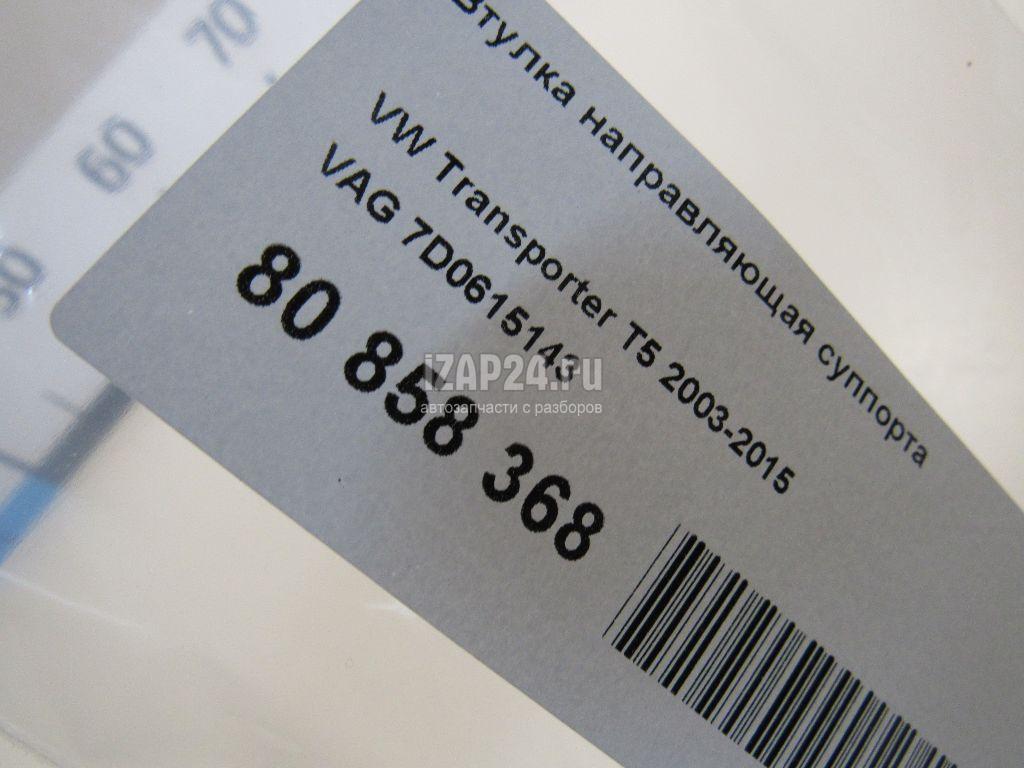 Втулка направляющая суппорта
VW Transporter T5 2003-2015
VAG 7D0615143
80 858 368
iZAP24.ru
автозапчасти с разборов
70
60
50